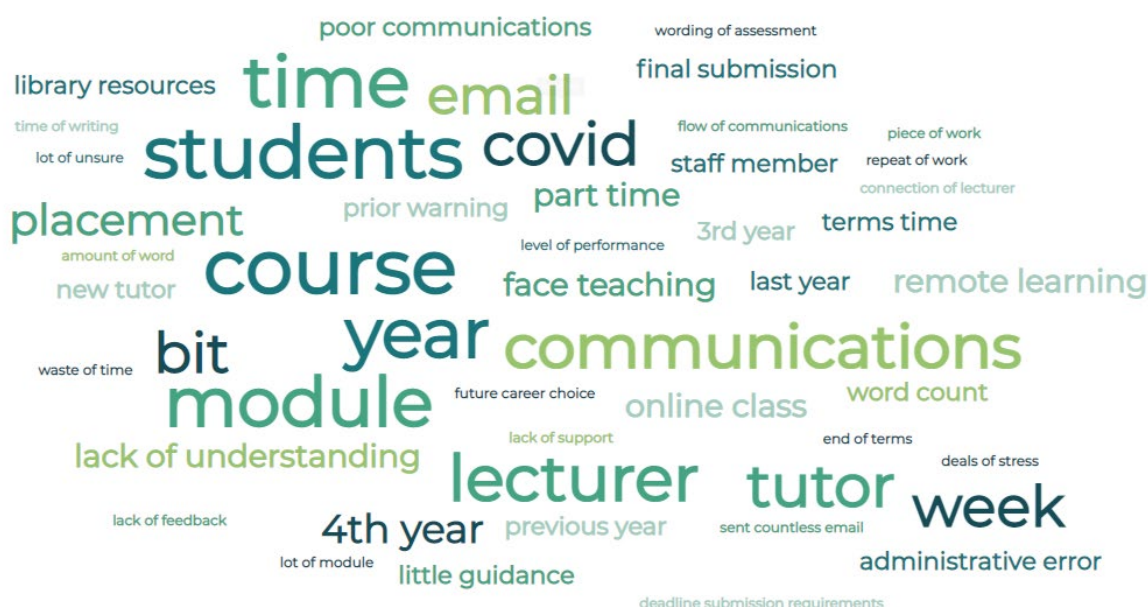 poor communications
wording of assessment
library resources
time
email
final submission
time of writing
students
covid
flow of communications
piece of work
lot of unsure
staff member
repeat of work
placement
prior warning
part time
connection of lecturer
3rd year
terms time
amount of word
course
level of performance
new tutor
face teaching
last year
remote learning
bit
year
communications
waste of time
module
future career choice
online class
word count
lack of understanding
lack of support
end of terms
lecturer
tutor
deals of stress
week
lack of feedback
4th year
previous year
sent countless email
lot of module
little guidance
administrative error
deadline submission requirements